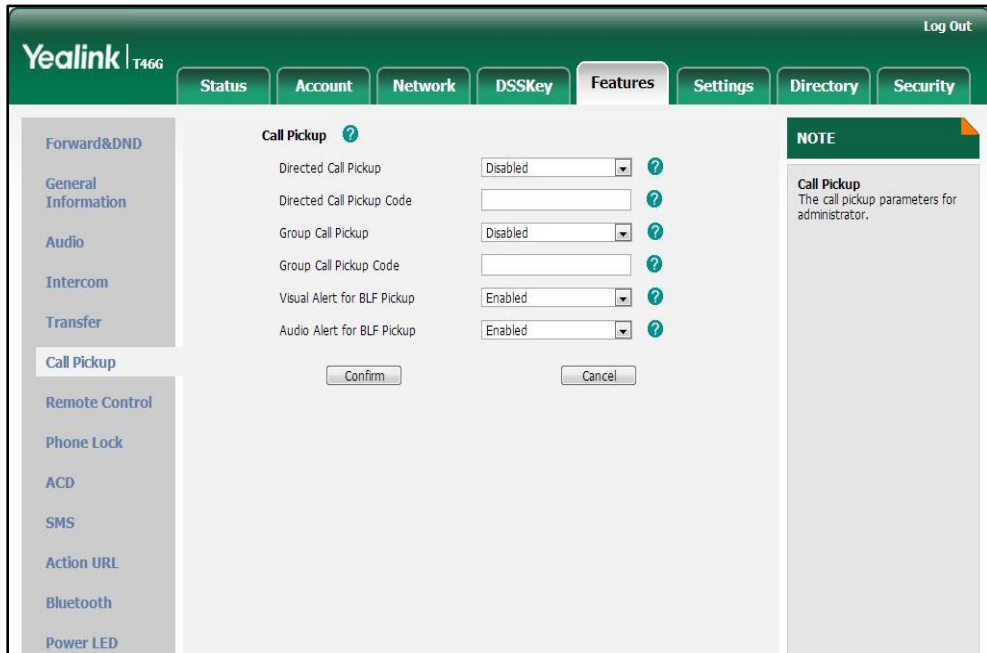 Log Out
Yealink T46G
Status Account Network DSSKey Features Settings Directory Security
Forward&DND
General
Information
Audio
Intercom
Transfer
Call Pickup
Remote Control
Phone Lock
ACD
SMS
Action URL
Bluetooth
Power LED
Call Pickup ?
Directed Call Pickup Disabled ?
Directed Call Pickup Code ?
Group Call Pickup Disabled ?
Group Call Pickup Code ?
Visual Alert for BLF Pickup Enabled ?
Audio Alert for BLF Pickup Enabled ?
Confirm Cancel
NOTE
Call Pickup
The call pickup parameters for
administrator.